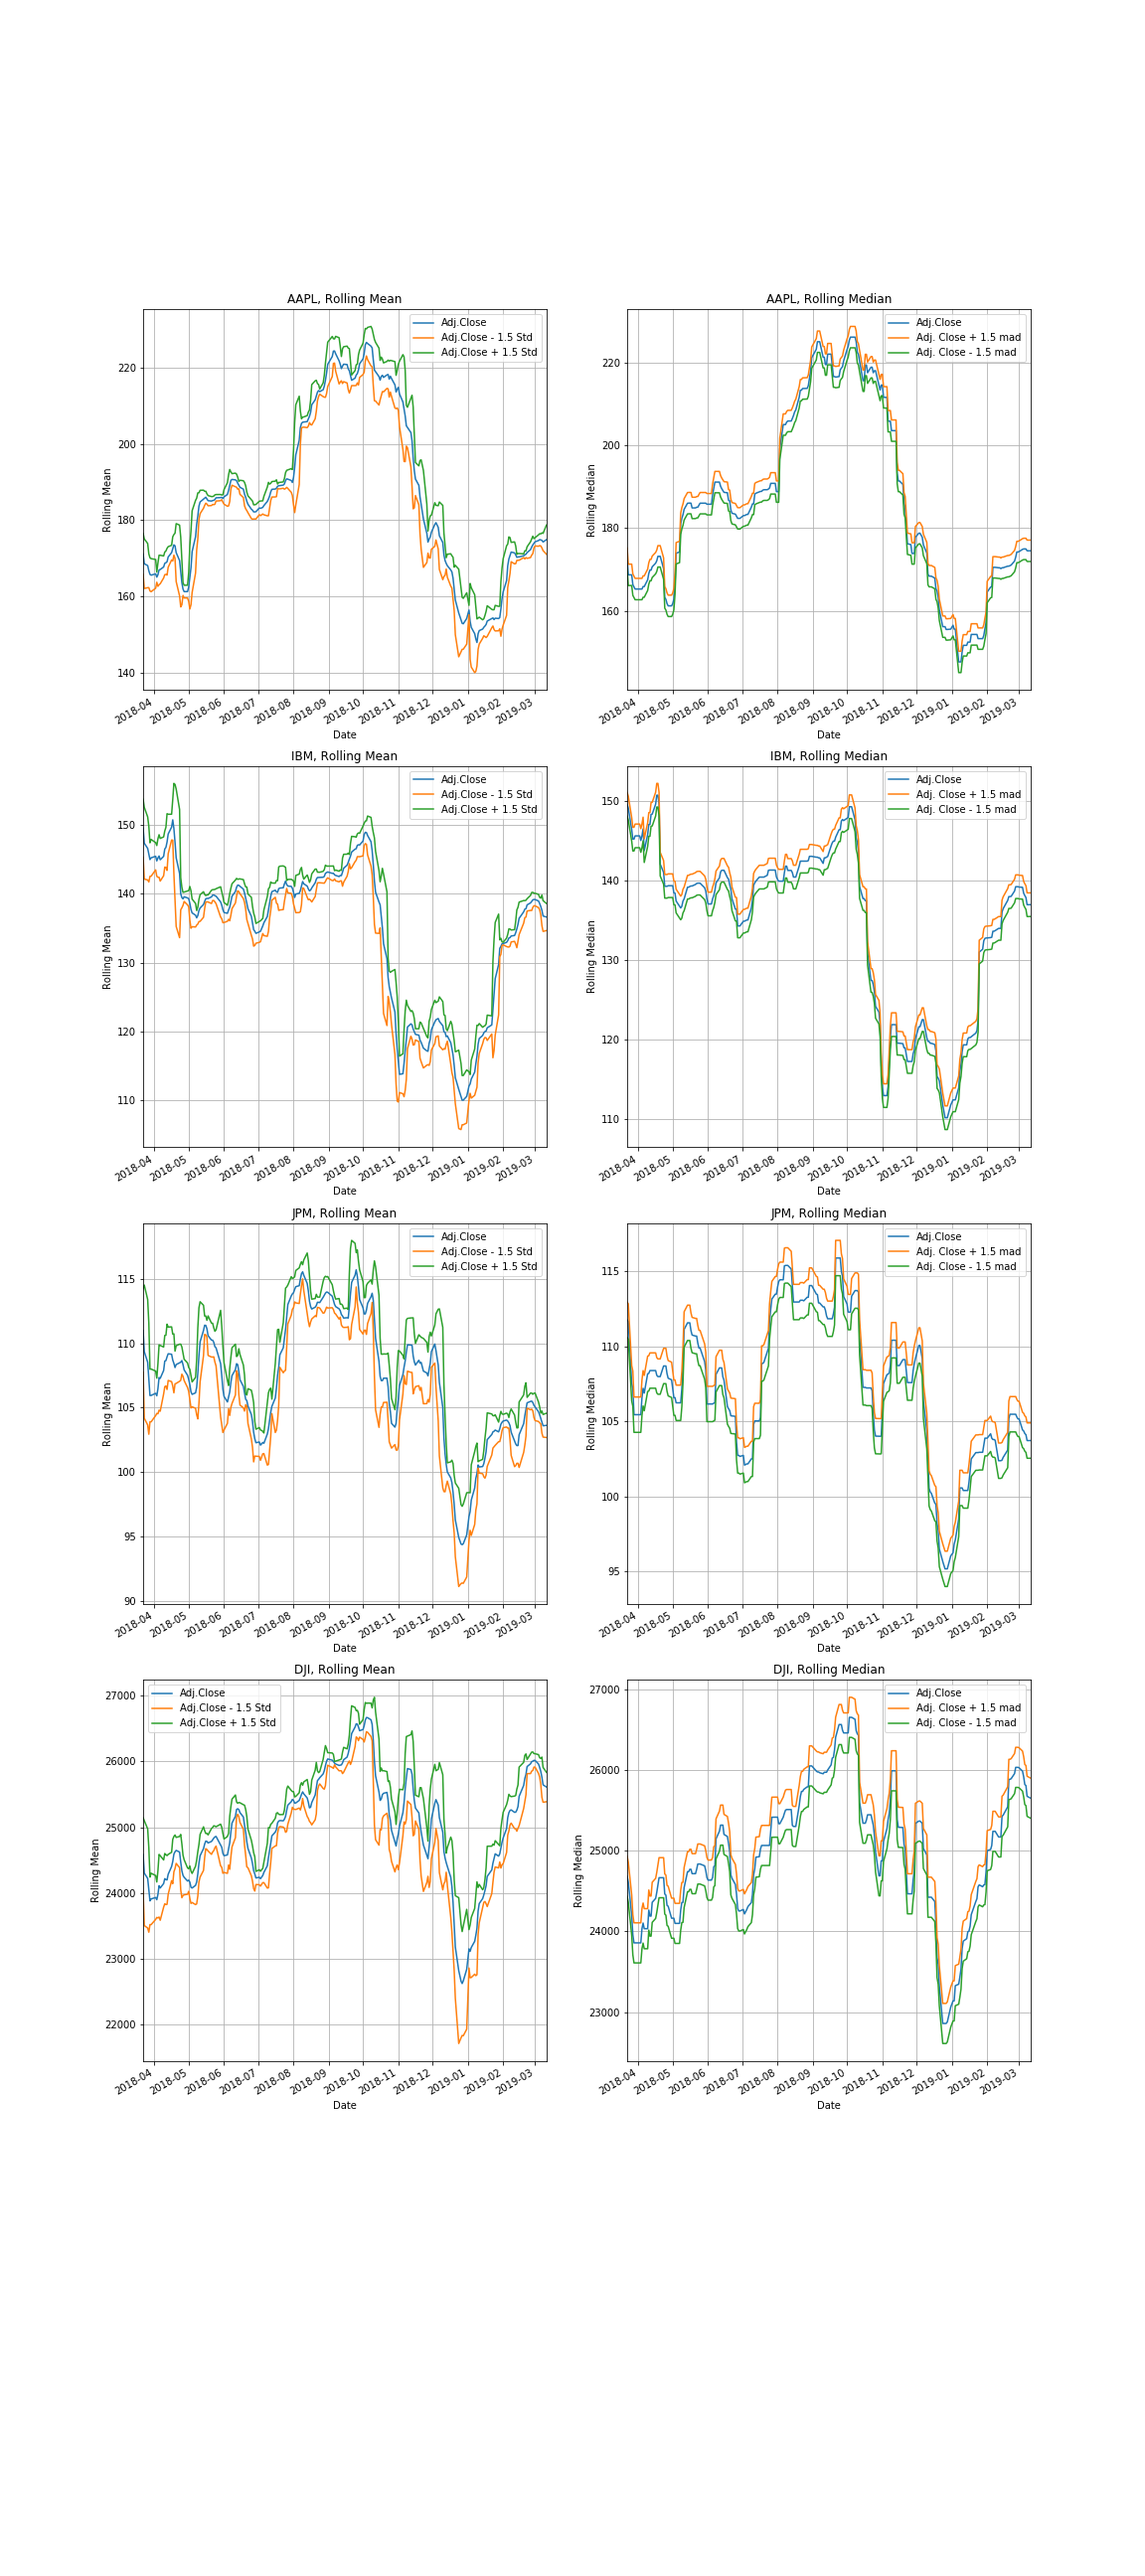 AAPL, Rolling Mean
Adj.Close
Adj.Close - 1.5 Std
Adj.Close + 1.5 Std
Rolling Mean
220
200
180
160
140
2018-04 2018-05 2018-06 2018-07 2018-08 2018-09 2018-10 2018-11 2018-12 2019-01 2019-02 2019-03
Date
AAPL, Rolling Median
Adj.Close
Adj. Close + 1.5 mad
Adj. Close - 1.5 mad
Rolling Median
220
200
180
160
2018-04 2018-05 2018-06 2018-07 2018-08 2018-09 2018-10 2018-11 2018-12 2019-01 2019-02 2019-03
Date
IBM, Rolling Mean
Adj.Close
Adj.Close - 1.5 Std
Adj.Close + 1.5 Std
Rolling Mean
150
140
130
120
110
2018-04 2018-05 2018-06 2018-07 2018-08 2018-09 2018-10 2018-11 2018-12 2019-01 2019-02 2019-03
Date
IBM, Rolling Median
Adj.Close
Adj. Close + 1.5 mad
Adj. Close - 1.5 mad
Rolling Median
150
140
130
120
110
2018-04 2018-05 2018-06 2018-07 2018-08 2018-09 2018-10 2018-11 2018-12 2019-01 2019-02 2019-03
Date
JPM, Rolling Mean
Adj.Close
Adj.Close - 1.5 Std
Adj.Close + 1.5 Std
Rolling Mean
115
110
105
100
95
90
2018-04 2018-05 2018-06 2018-07 2018-08 2018-09 2018-10 2018-11 2018-12 2019-01 2019-02 2019-03
Date
JPM, Rolling Median
Adj.Close
Adj. Close + 1.5 mad
Adj. Close - 1.5 mad
Rolling Median
115
110
105
100
95
2018-04 2018-05 2018-06 2018-07 2018-08 2018-09 2018-10 2018-11 2018-12 2019-01 2019-02 2019-03
Date
DJI, Rolling Mean
Adj.Close
Adj.Close - 1.5 Std
Adj.Close + 1.5 Std
Rolling Mean
27000
26000
25000
24000
23000
22000
2018-04 2018-05 2018-06 2018-07 2018-08 2018-09 2018-10 2018-11 2018-12 2019-01 2019-02 2019-03
Date
DJI, Rolling Median
Adj.Close
Adj. Close + 1.5 mad
Adj. Close - 1.5 mad
Rolling Median
27000
26000
25000
24000
23000
2018-04 2018-05 2018-06 2018-07 2018-08 2018-09 2018-10 2018-11 2018-12 2019-01 2019-02 2019-03
Date